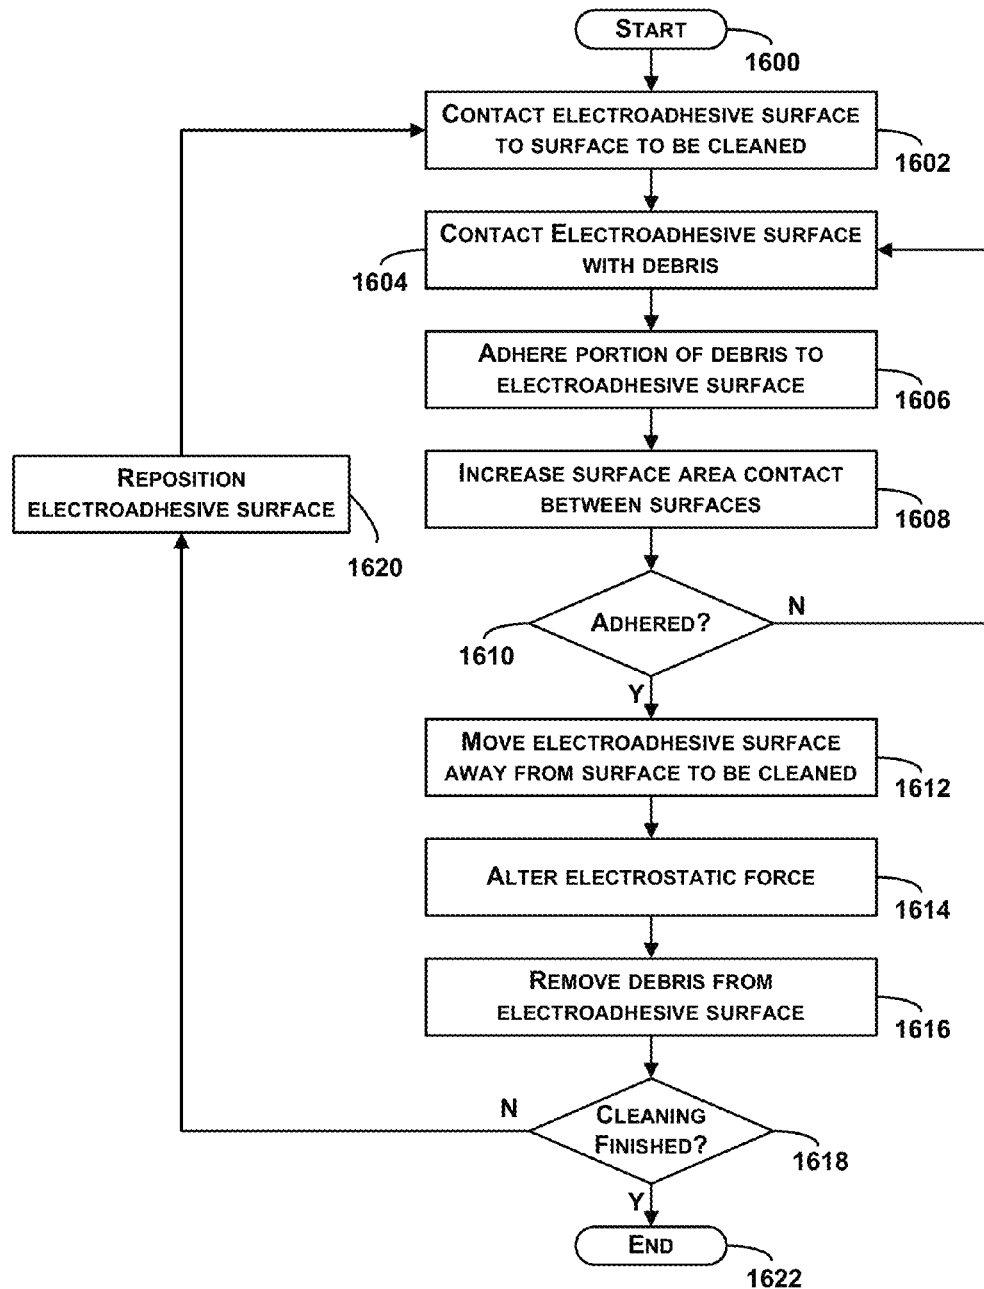 START
1600
CONTACT ELECTROADHESIVE SURFACE
TO SURFACE TO BE CLEANED
1602
CONTACT ELECTROADHESIVE SURFACE
WITH DEBRIS
1604
ADHERE PORTION OF DEBRIS TO
ELECTROADHESIVE SURFACE
1606
INCREASE SURFACE AREA CONTACT
BETWEEN SURFACES
1608
REPOSITION
ELECTROADHESIVE SURFACE
1620
ADHERED?
N
1610
Y
MOVE ELECTROADHESIVE SURFACE
AWAY FROM SURFACE TO BE CLEANED
1612
ALTER ELECTROSTATIC FORCE
1614
REMOVE DEBRIS FROM
ELECTROADHESIVE SURFACE
1616
N
CLEANING
FINISHED?
1618
Y
END
1622